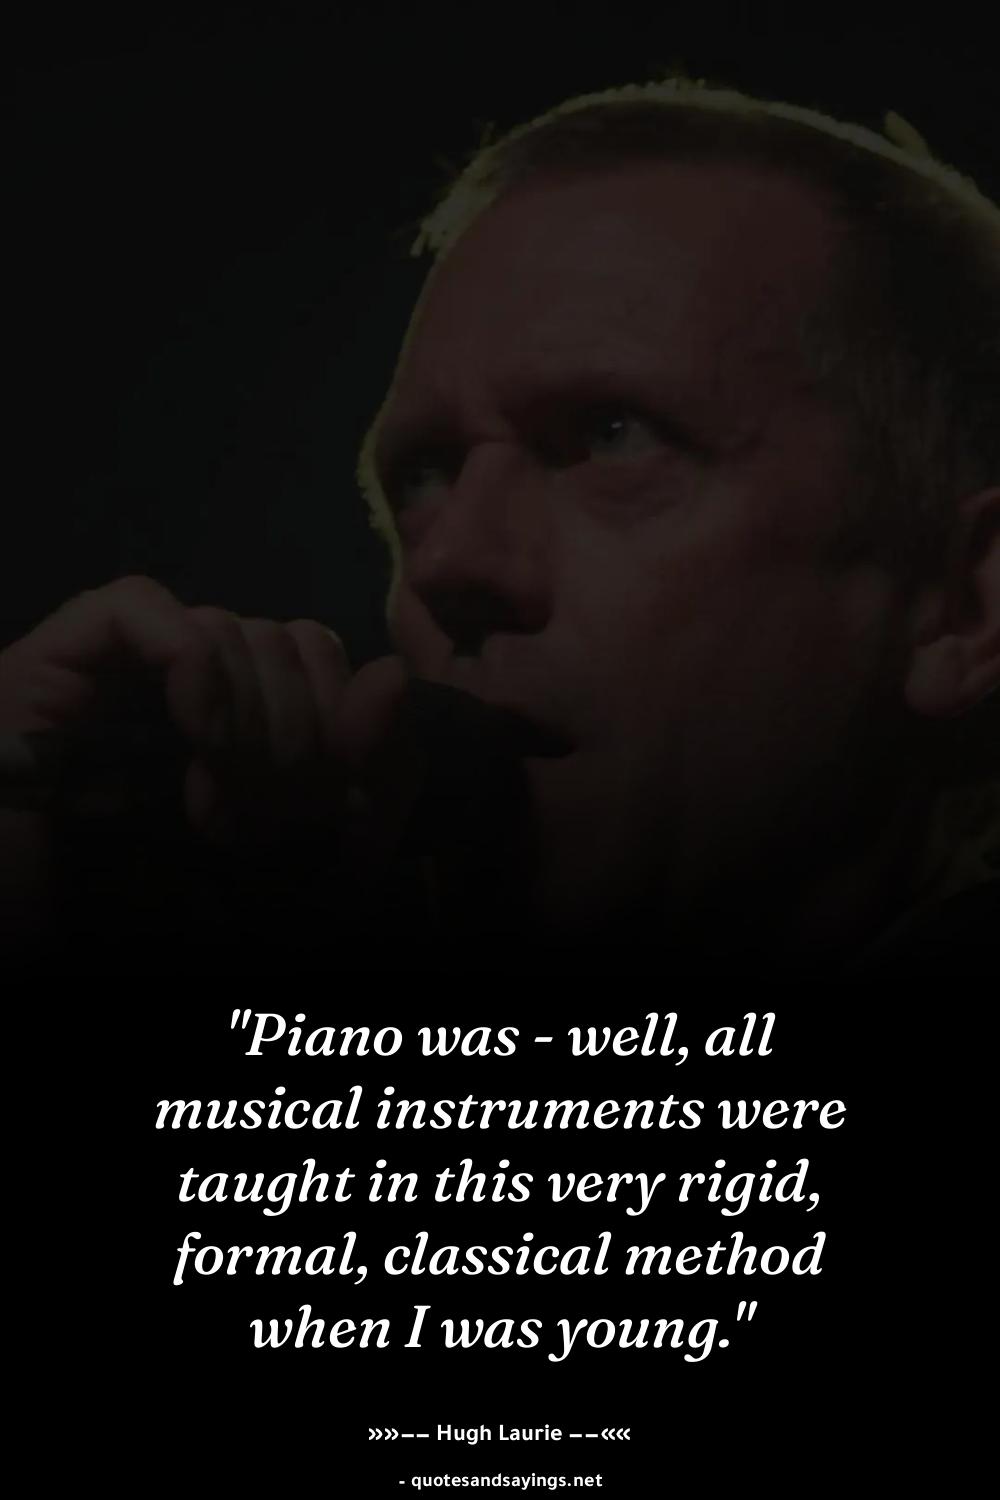 "Piano was - well, all
musical instruments were
taught in this very rigid,
formal, classical method
when I was young."
»»–– Hugh Laurie ––««
- quotesandsayings.net